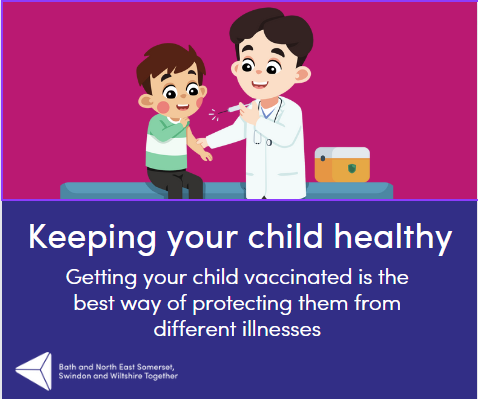 Keeping your child healthy
Getting your child vaccinated is the
best way of protecting them from
different illnesses
Bath and North East Somerset,
Swindon and Wiltshire Together